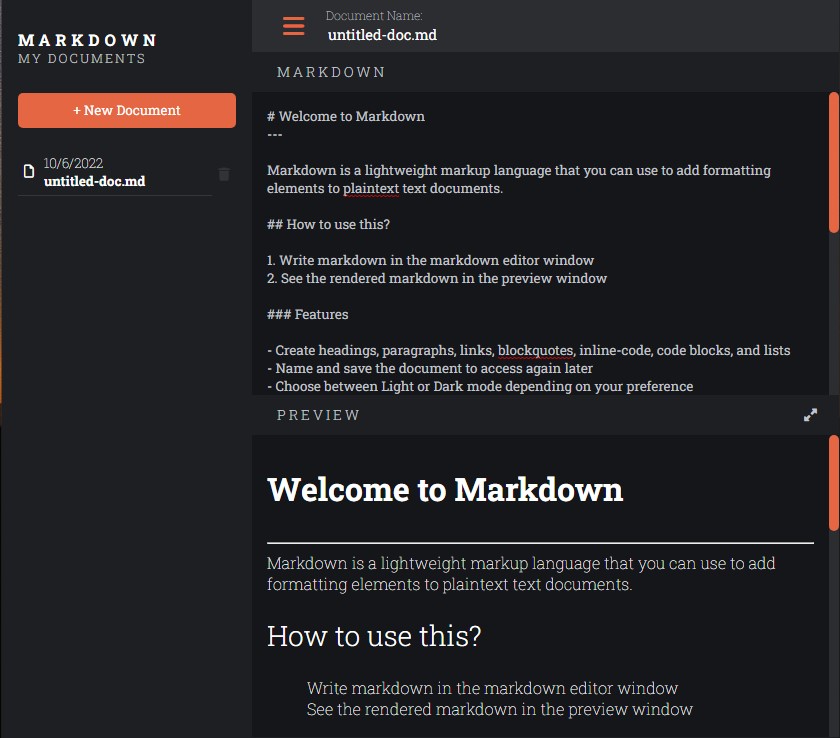 MARKDOWN
MY DOCUMENTS
+ New Document
10/6/2022
untitled-doc.md
Document Name:
untitled-doc.md
MARKDOWN
# Welcome to Markdown
---
Markdown is a lightweight markup language that you can use to add formatting
elements to plaintext text documents.
## How to use this?
1. Write markdown in the markdown editor window
2. See the rendered markdown in the preview window
### Features
- Create headings, paragraphs, links, blockquotes, inline-code, code blocks, and lists
- Name and save the document to access again later
- Choose between Light or Dark mode depending on your preference
PREVIEW
Welcome to Markdown
Markdown is a lightweight markup language that you can use to add
formatting elements to plaintext text documents.
How to use this?
Write markdown in the markdown editor window
See the rendered markdown in the preview window